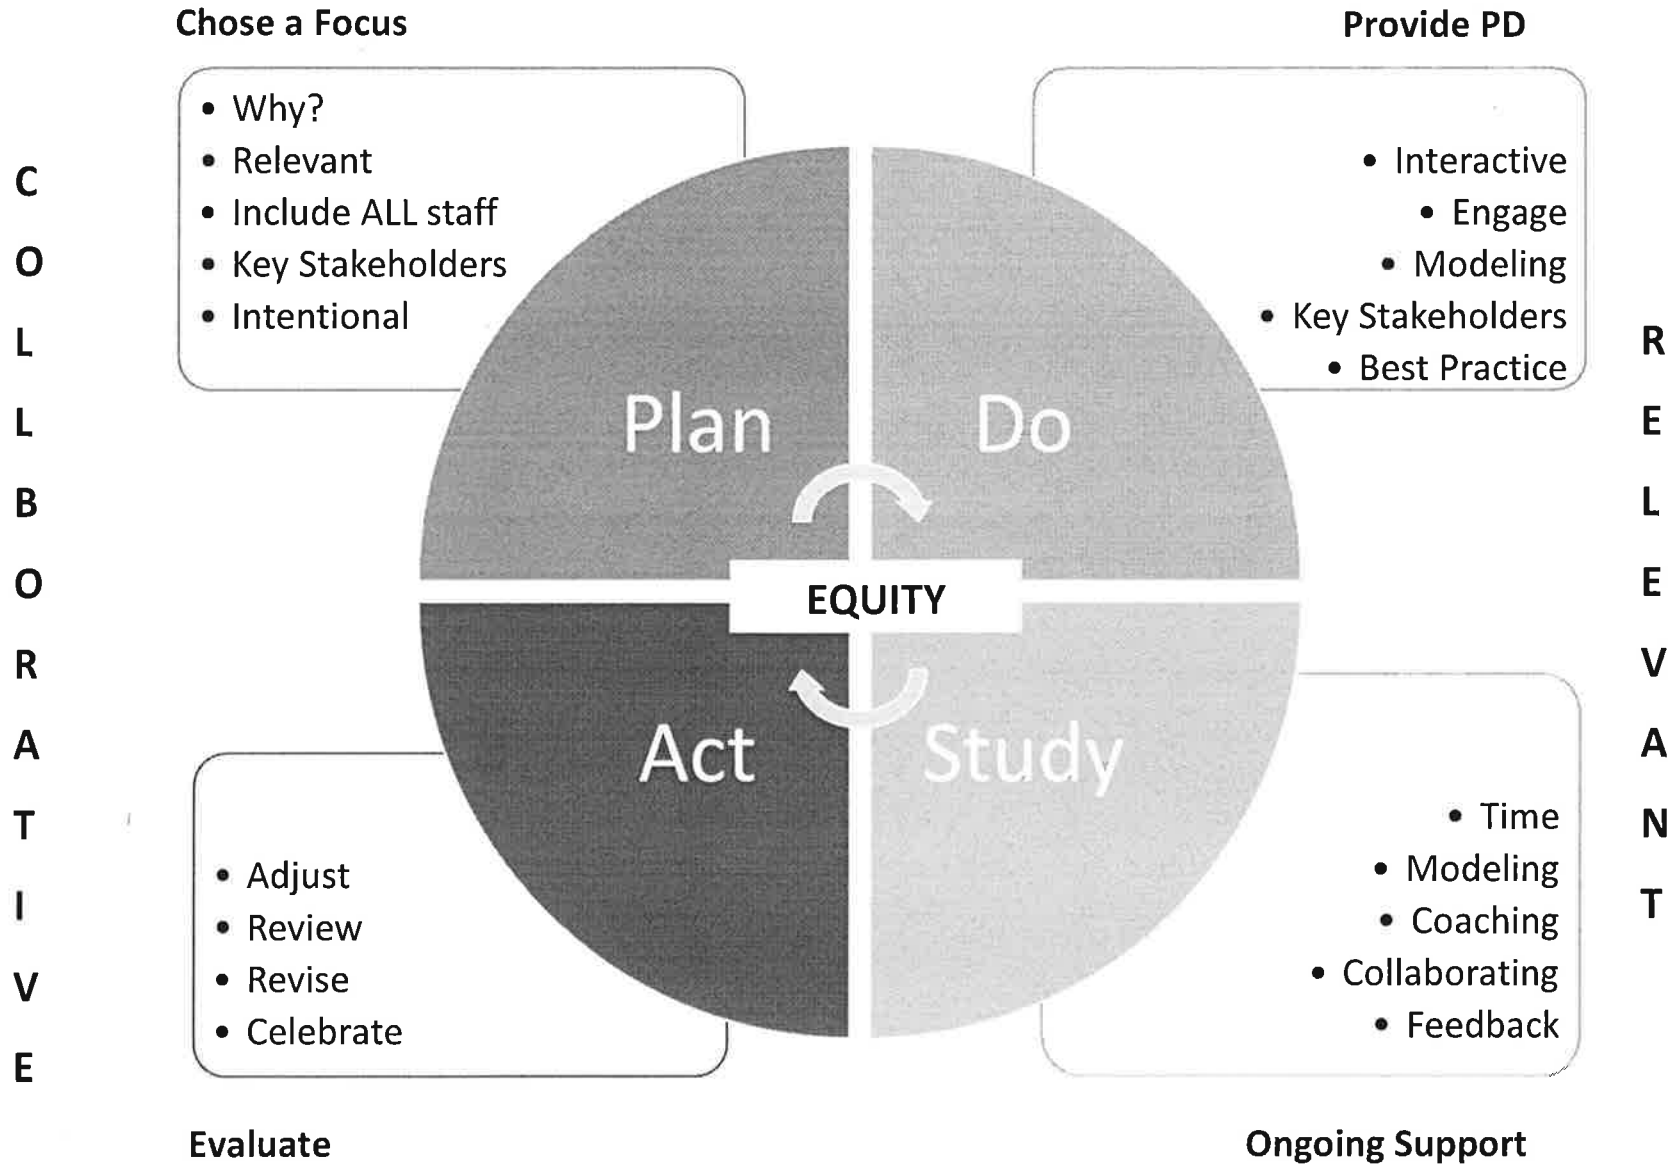 Chose a Focus
Provide PD
• Why?
• Relevant
• Include ALL staff
• Key Stakeholders
• Intentional
• Interactive
• Engage
• Modeling
• Key Stakeholders
• Best Practice
C
O
L
L
B
O
R
A
T
I
V
E
Plan
Do
EQUITY
Act
Study
R
E
L
E
V
A
N
T
• Adjust
• Review
• Revise
• Celebrate
• Time
• Modeling
• Coaching
• Collaborating
• Feedback
Evaluate
Ongoing Support